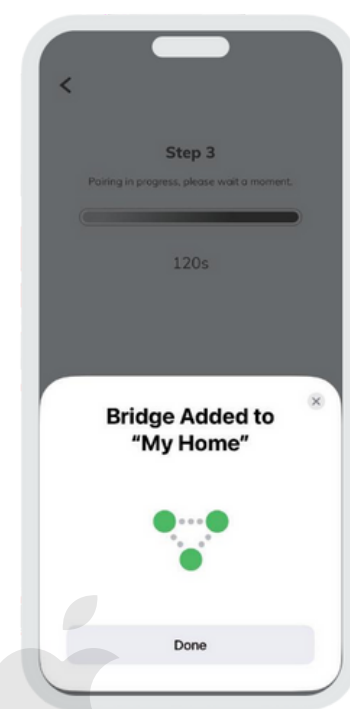 Step 3
Pairing in progress, please wait a moment.
120s
Bridge Added to
“My Home”
Done